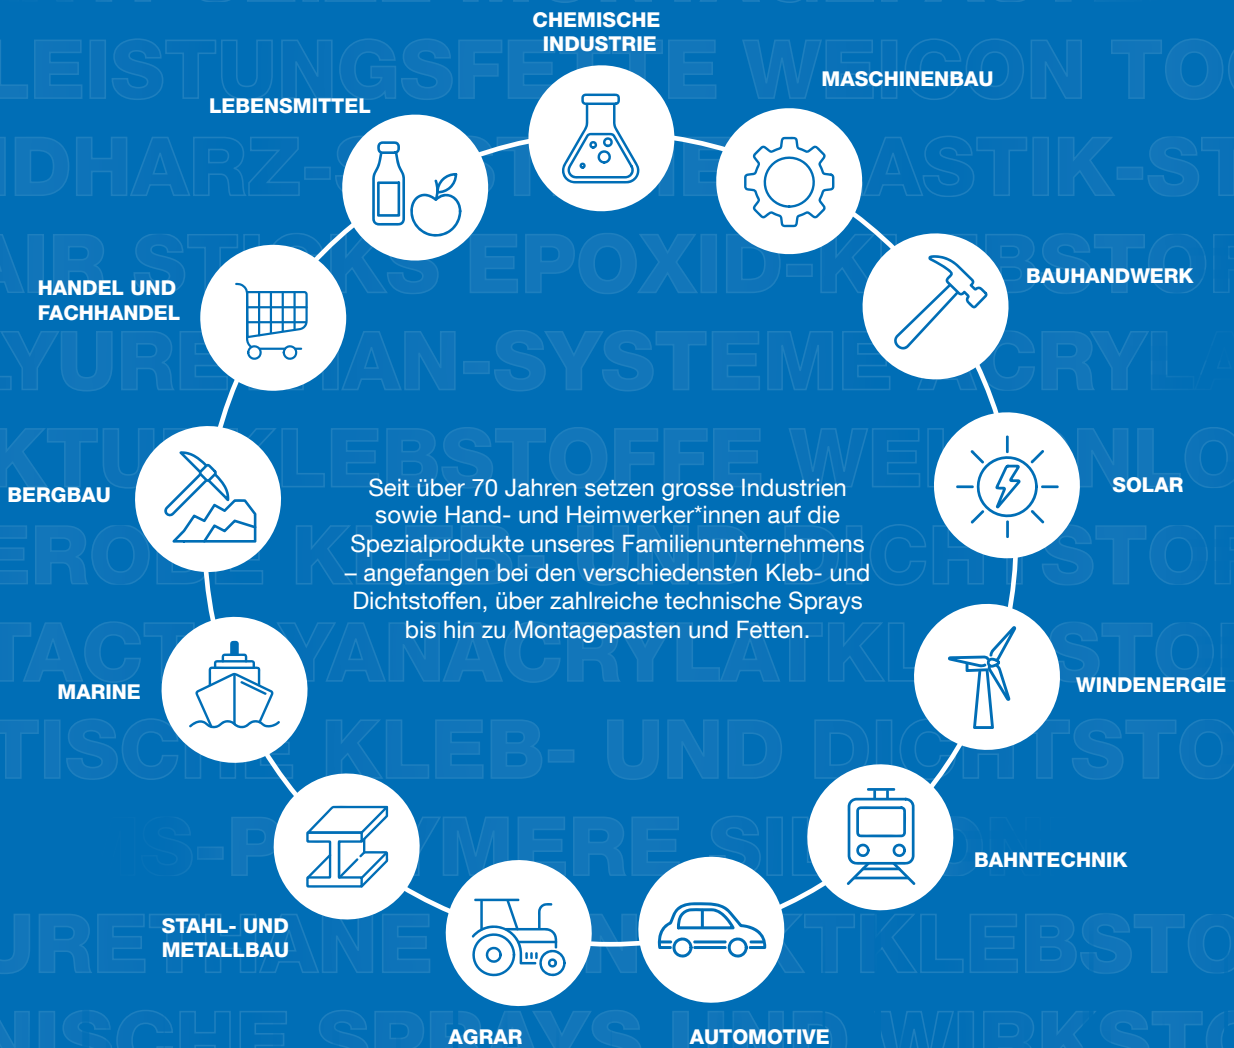 CHEMISCHE
INDUSTRIE
MASCHINENBAU
LEBENSMITTEL
BAUHANDWERK
HANDEL UND
FACHHANDEL
SOLAR
BERGBAU
Seit über 70 Jahren setzen grosse Industrien
sowie Hand- und Heimwerker*innen auf die
Spezialprodukte unseres Familienunternehmens
– angefangen bei den verschiedensten Kleb- und
Dichtstoffen, über zahlreiche technische Sprays
bis hin zu Montagepasten und Fetten.
WINDENERGIE
MARINE
BAHNTECHNIK
STAHL- UND
METALLBAU
AGRAR
AUTOMOTIVE